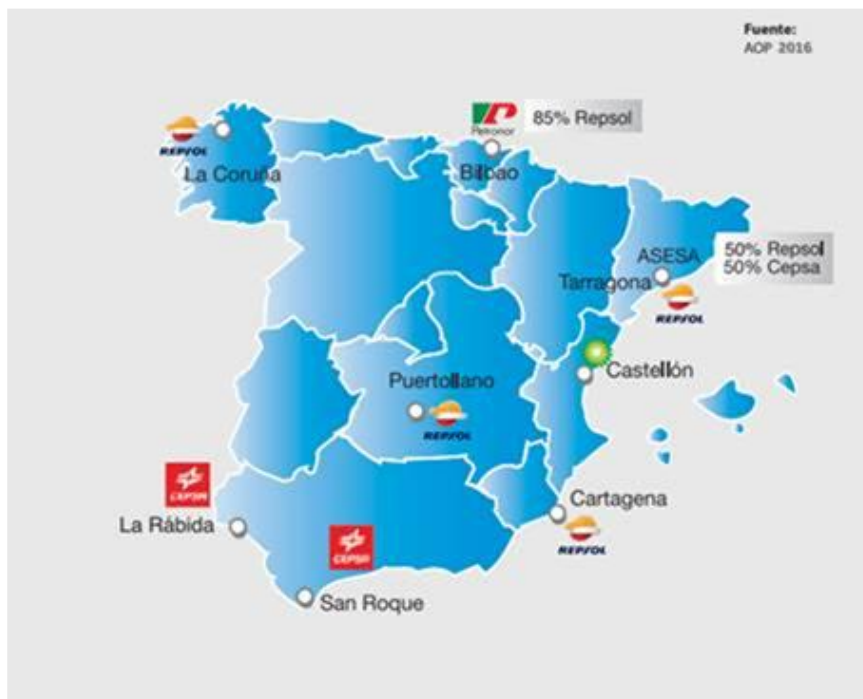 Fuente:
AOP 2016
Petronor
85% Repsol
REPSOL
La Coruña
Bilbao
ASESA
50% Repsol
50% Cepsa
Tarragona
REPSOL
Castellón
Puertollano
REPSOL
CEPSA
La Rábida
Cartagena
REPSOL
CEPSA
San Roque